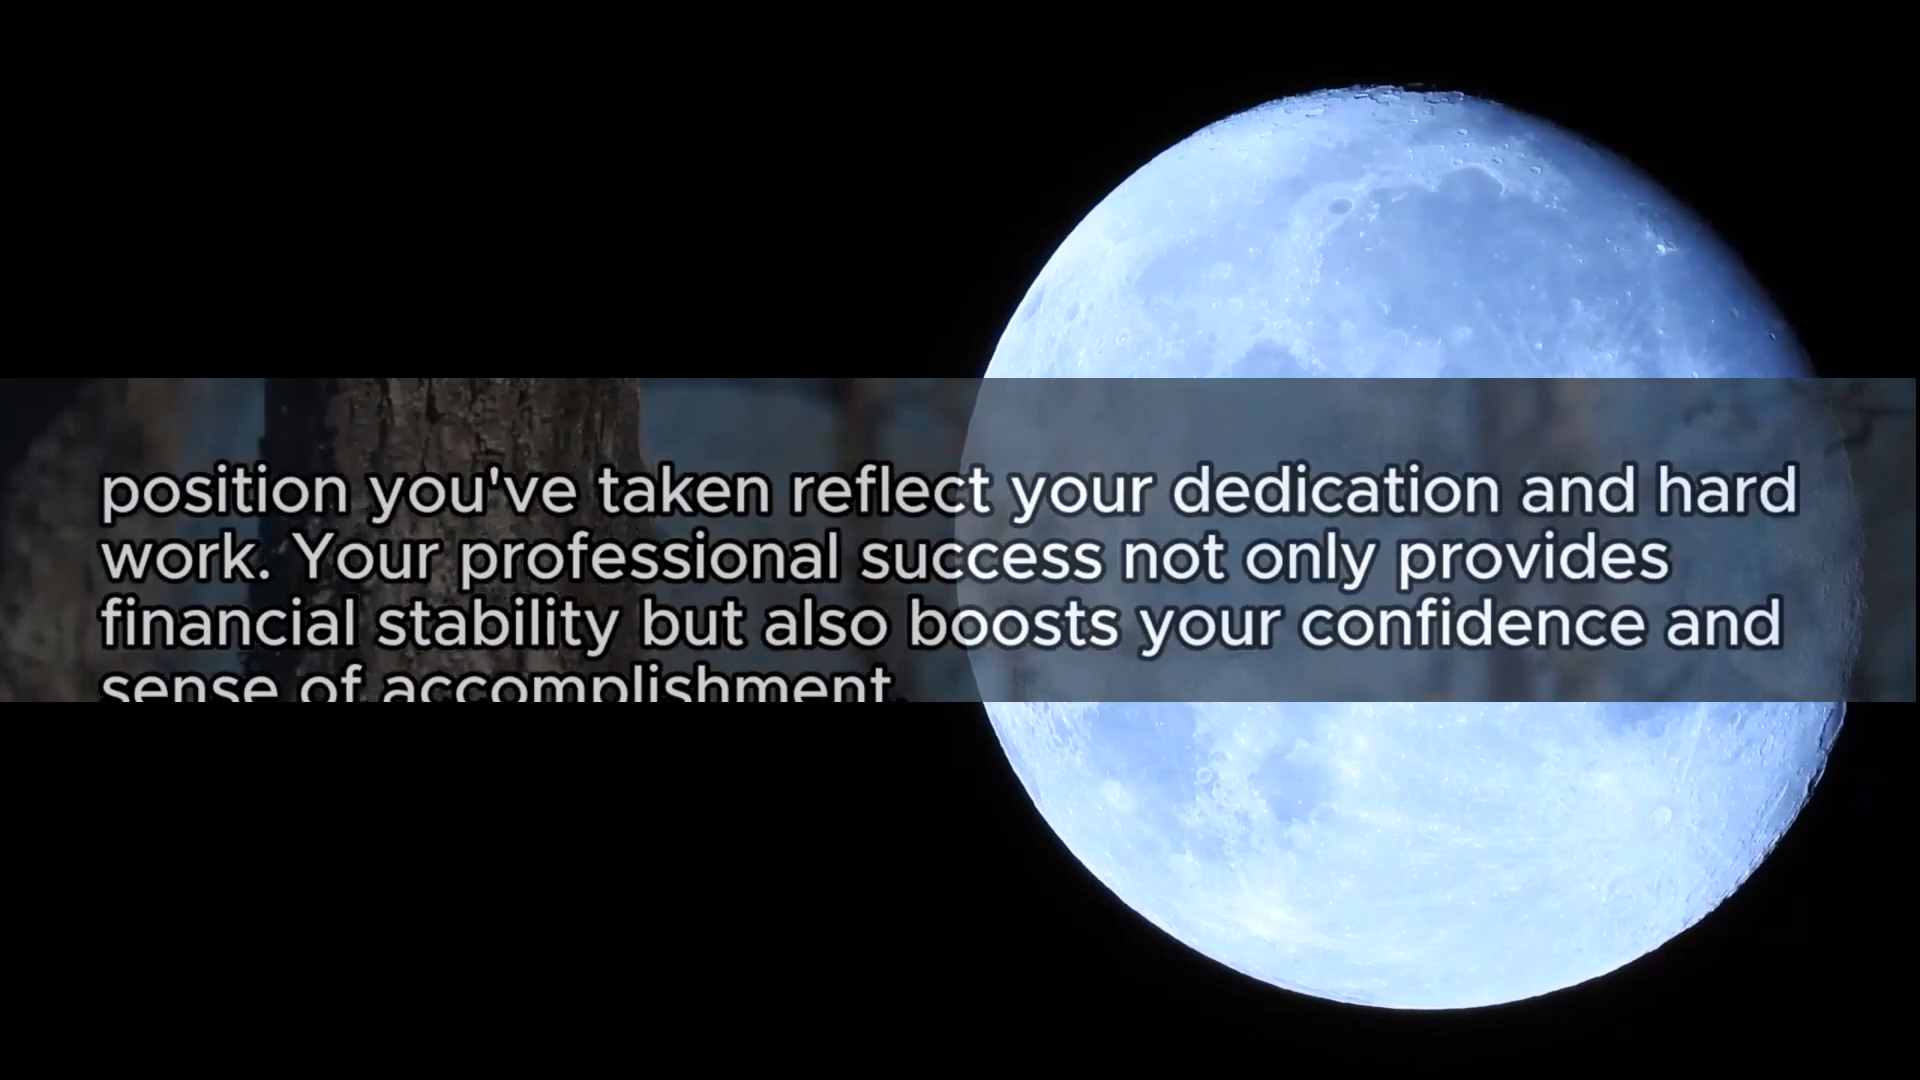 position you've taken reflect your dedication and hard
work. Your professional success not only provides
financial stability but also boosts your confidence and
sense of accomplishment.